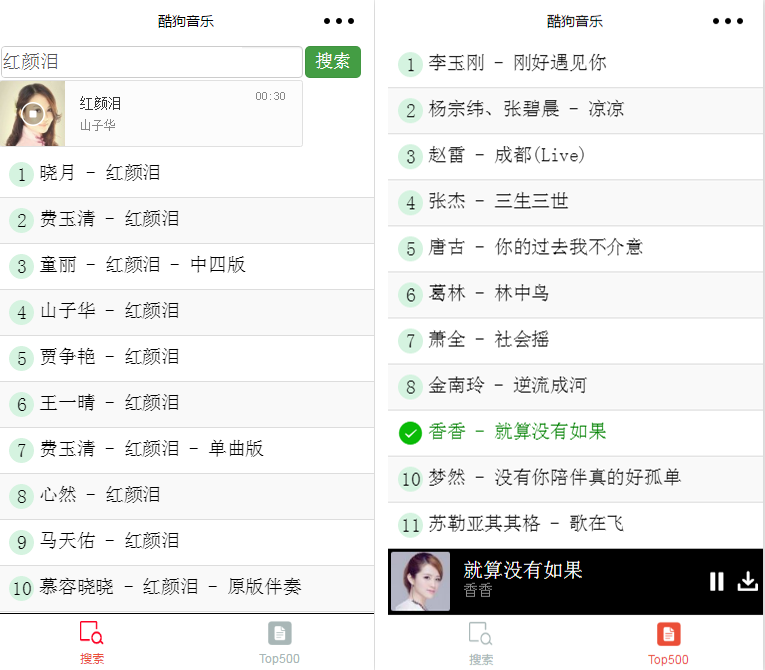 酷狗音乐
红颜泪
搜索
红颜泪
00:30
山子华
1 晓月 - 红颜泪
2 费玉清 - 红颜泪
3 童丽 - 红颜泪 - 中四版
4 山子华 - 红颜泪
5 贾争艳 - 红颜泪
6 王一晴 - 红颜泪
7 费玉清 - 红颜泪 - 单曲版
8 心然 - 红颜泪
9 马天佑 - 红颜泪
10 慕容晓晓 - 红颜泪 - 原版伴奏
搜索
Top500
酷狗音乐
1 李玉刚 - 刚好遇见你
2 杨宗纬、张碧晨 - 凉凉
3 赵雷 - 成都(Live)
4 张杰 - 三生三世
5 唐古 - 你的过去我不介意
6 葛林 - 林中鸟
7 萧全 - 社会摇
8 金南玲 - 逆流成河
香香 - 就算没有如果
10 梦然 - 没有你陪伴真的好孤单
11 苏勒亚其其格 - 歌在飞
就算没有如果
香香
搜索
Top500